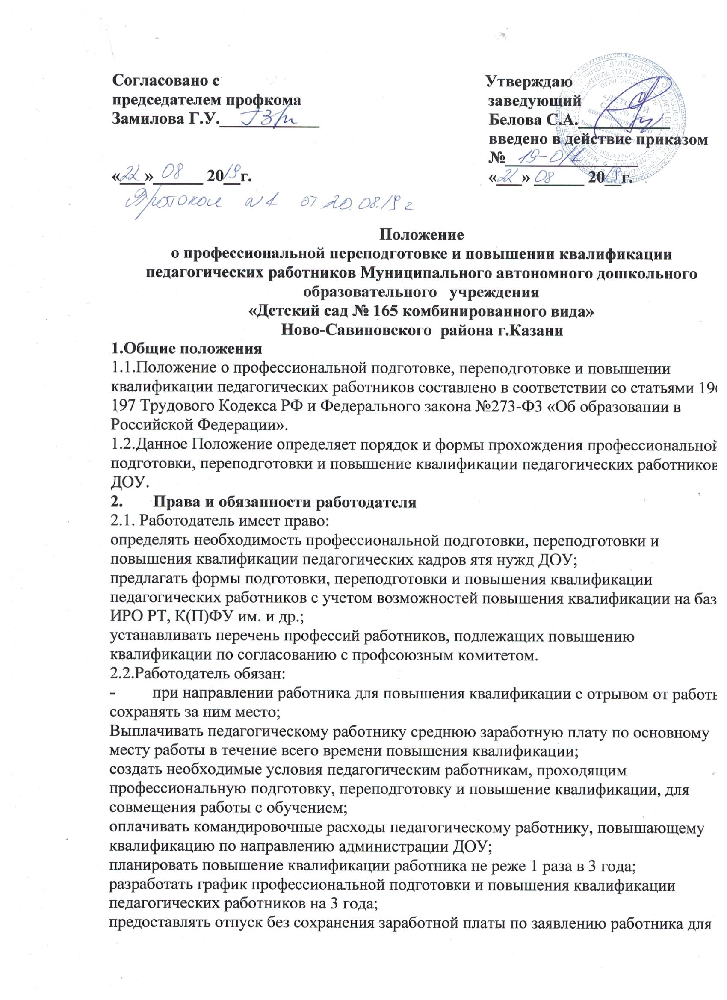 Согласовано с
председателем профкома
Замилова Г.У.____________
«22» 08 2019г.
Протокол №1 от 20.08.19 г
Утверждаю
заведующий
Белова С.А.___________
введено в действие приказом
№ 19-О/1
«22» 08 2019г.
Положение
о профессиональной переподготовке и повышении квалификации
педагогических работников Муниципального автономного дошкольного
образовательного учреждения
«Детский сад № 165 комбинированного вида»
Ново-Савиновского района г.Казани
1.Общие положения
1.1.Положение о профессиональной подготовке, переподготовке и повышении
квалификации педагогических работников составлено в соответствии со статьями
197 Трудового Кодекса РФ и Федерального закона №273-ФЗ «Об образовании в
Российской Федерации».
1.2.Данное Положение определяет порядок и формы прохождения профессиональной
подготовки, переподготовки и повышение квалификации педагогических работников
ДОУ.
2. Права и обязанности работодателя
2.1. Работодатель имеет право:
определять необходимость профессиональной подготовки, переподготовки и
повышения квалификации педагогических кадров ятя нужд ДОУ;
предлагать формы подготовки, переподготовки и повышения квалификации
педагогических работников с учетом возможностей повышения квалификации на баз
ИРО РТ, К(П)ФУ им. и др.;
устанавливать перечень профессий работников, подлежащих повышению
квалификации по согласованию с профсоюзным комитетом.
2.2.Работодатель обязан:
- при направлении работника для повышения квалификации с отрывом от работы
сохранять за ним место;
Выплачивать педагогическому работнику среднюю заработную плату по основному
месту работы в течение всего времени повышения квалификации;
создать необходимые условия педагогическим работникам, проходящим
профессиональную подготовку, переподготовку и повышение квалификации, для
совмещения работы с обучением;
оплачивать командировочные расходы педагогическому работнику, повышающему
квалификацию по направлению администрации ДОУ;
планировать повышение квалификации работника не реже 1 раза в 3 года;
разработать график профессиональной подготовки и повышения квалификации
педагогических работников на 3 года;
предоставлять отпуск без сохранения заработной платы по заявлению работника для